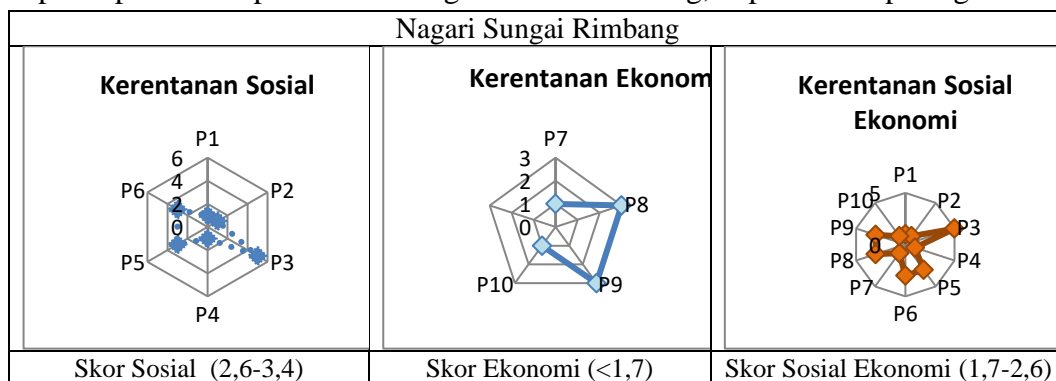 Nagari Sungai Rimbang
Kerentanan Sosial
P1
6
4
2
0
P2
P3
P4
P5
P6
Kerentanan Ekonom
P7
3
2
1
0
P8
P9
P10
Kerentanan Sosial
Ekonomi
P1
5
0
P2
P3
P4
P5
P6
P7
P8
P9
P10
Skor Sosial (2,6-3,4)
Skor Ekonomi (<1,7)
Skor Sosial Ekonomi (1,7-2,6)